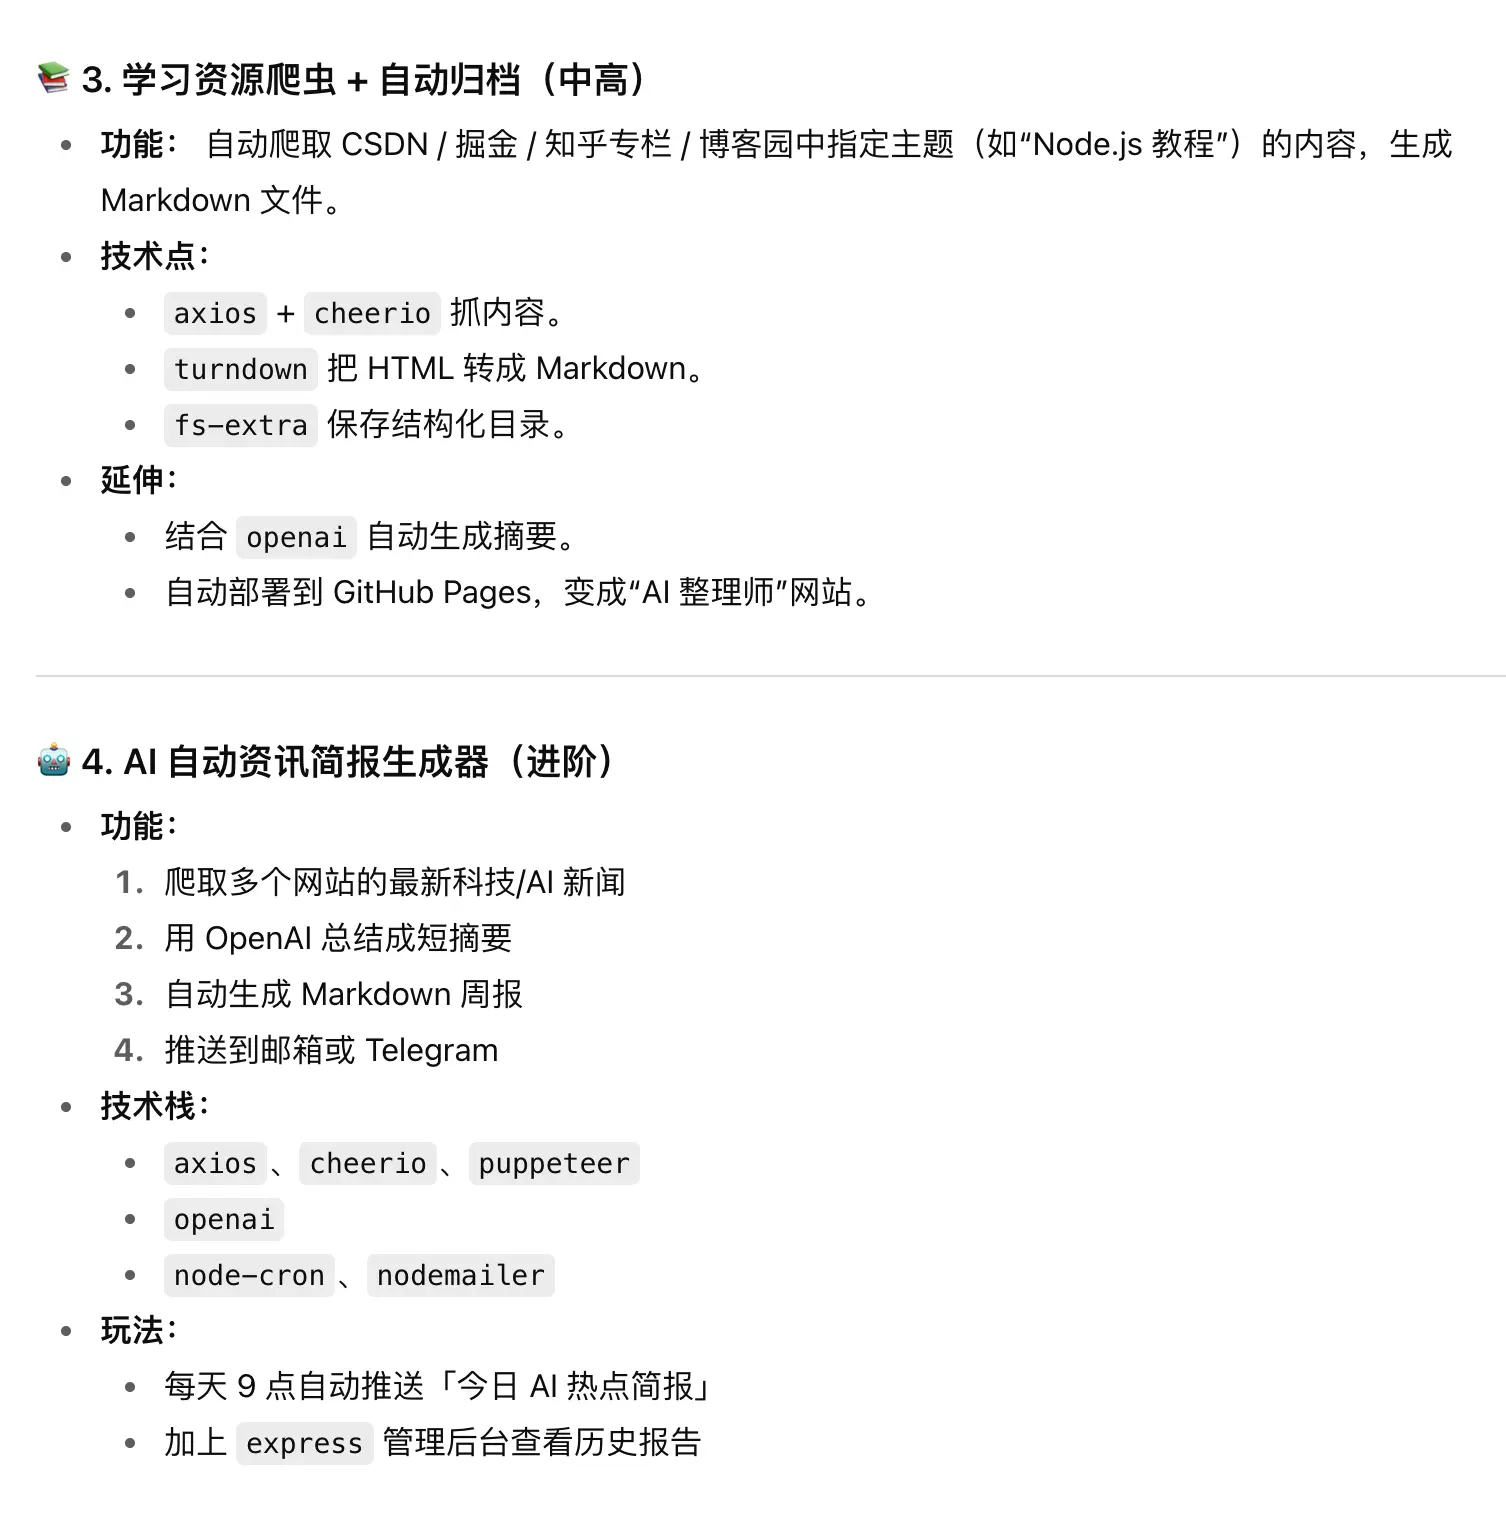 📚 3. 学习资源爬虫 + 自动归档（中高）
功能： 自动爬取 CSDN / 掘金 / 知乎专栏 / 博客园中指定主题（如“Node.js 教程”）的内容，生成
Markdown 文件。
技术点：
axios + cheerio 抓内容。
turndown 把 HTML 转成 Markdown。
fs-extra 保存结构化目录。
延伸：
结合 openai 自动生成摘要。
自动部署到 GitHub Pages，变成“AI 整理师”网站。
🤖 4. AI 自动资讯简报生成器（进阶）
功能：
1. 爬取多个网站的最新科技/AI 新闻
2. 用 OpenAI 总结成短摘要
3. 自动生成 Markdown 周报
4. 推送到邮箱或 Telegram
技术栈：
axios、cheerio、puppeteer
openai
node-cron、nodemailer
玩法：
每天 9 点自动推送「今日 AI 热点简报」
加上 express 管理后台查看历史报告